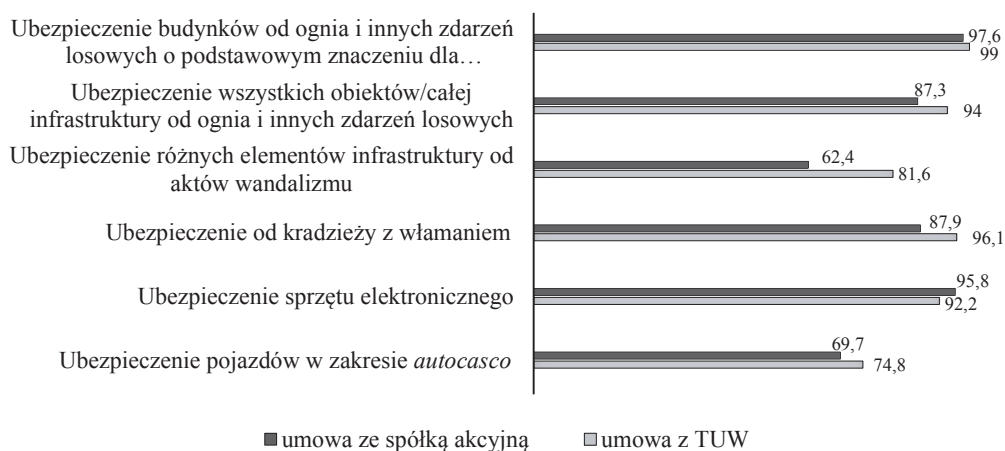 Ubezpieczenie budynków od ognia i innych zdarzeń
losowych o podstawowym znaczeniu dla…
97,6
99
Ubezpieczenie wszystkich obiektów/całej
infrastruktury od ognia i innych zdarzeń losowych
87,3
94
Ubezpieczenie różnych elementów infrastruktury od
aktów wandalizmu
62,4
81,6
Ubezpieczenie od kradzieży z włamaniem
87,9
96,1
Ubezpieczenie sprzętu elektronicznego
95,8
92,2
Ubezpieczenie pojazdów w zakresie autocasco
69,7
74,8
umowa ze spółką akcyjną
umowa z TUW